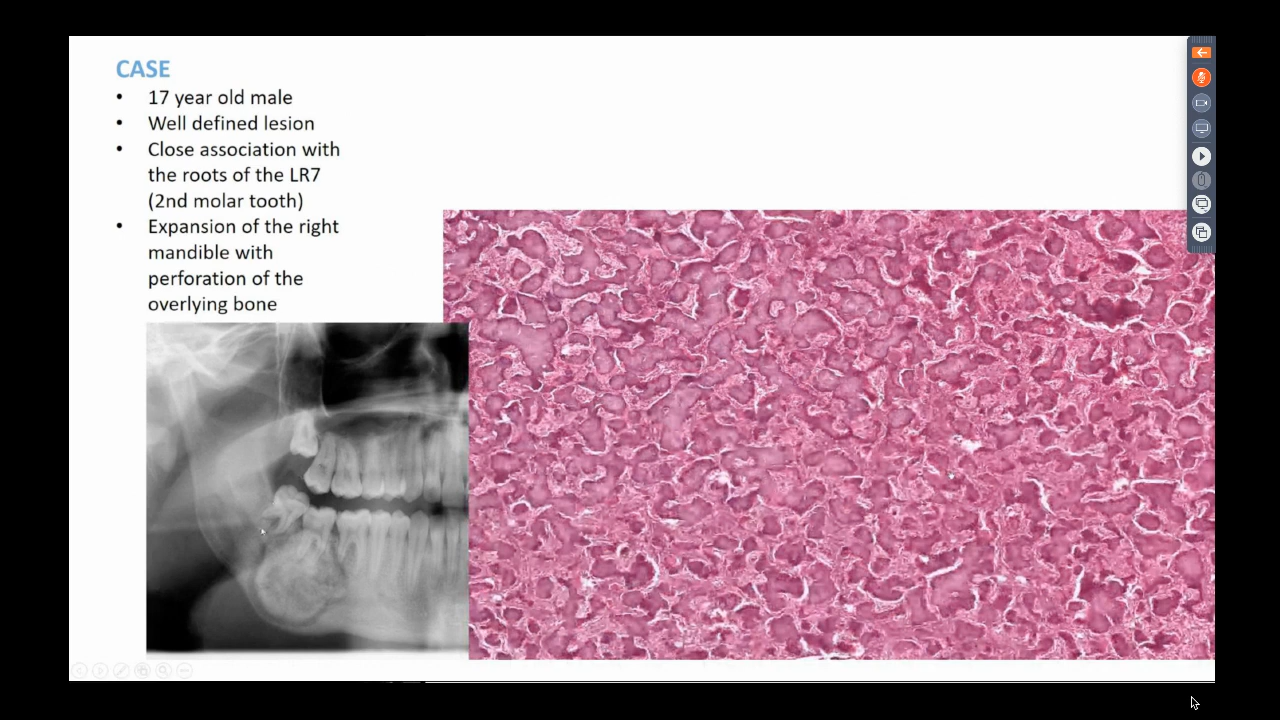 CASE
• 17 year old male
• Well defined lesion
• Close association with
the roots of the LR7
(2nd molar tooth)
• Expansion of the right
mandible with
perforation of the
overlying bone